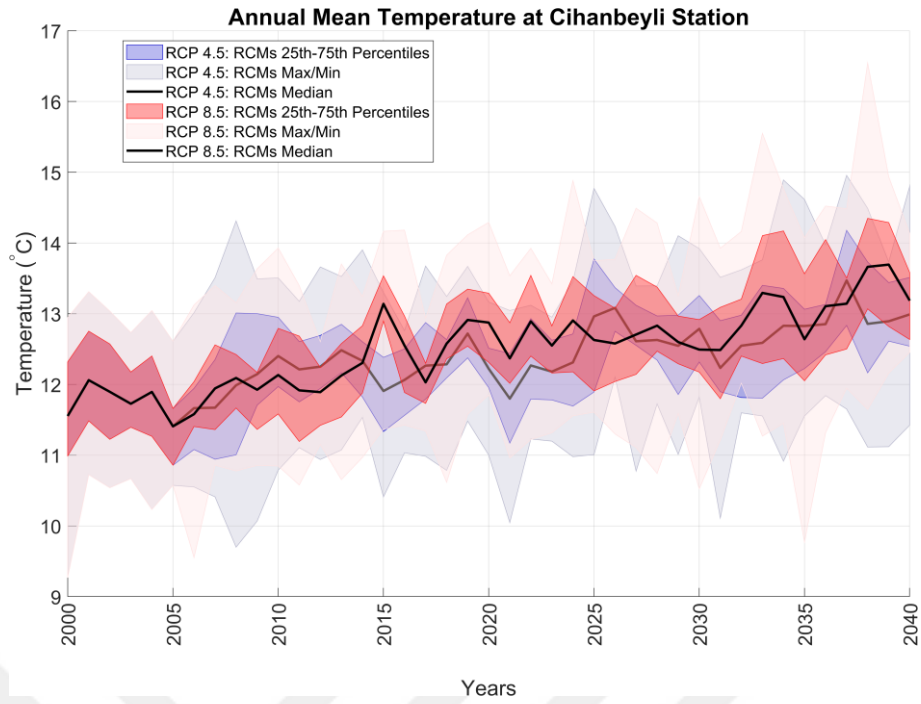 Annual Mean Temperature at Cihanbeyli Station
17
16
15
14
13
12
11
10
9
Temperature (°C)
RCP 4.5: RCMs 25th-75th Percentiles
RCP 4.5: RCMs Max/Min
RCP 4.5: RCMs Median
RCP 8.5: RCMs 25th-75th Percentiles
RCP 8.5: RCMs Max/Min
RCP 8.5: RCMs Median
2000
2005
2010
2015
2020
2025
2030
2035
2040
Years